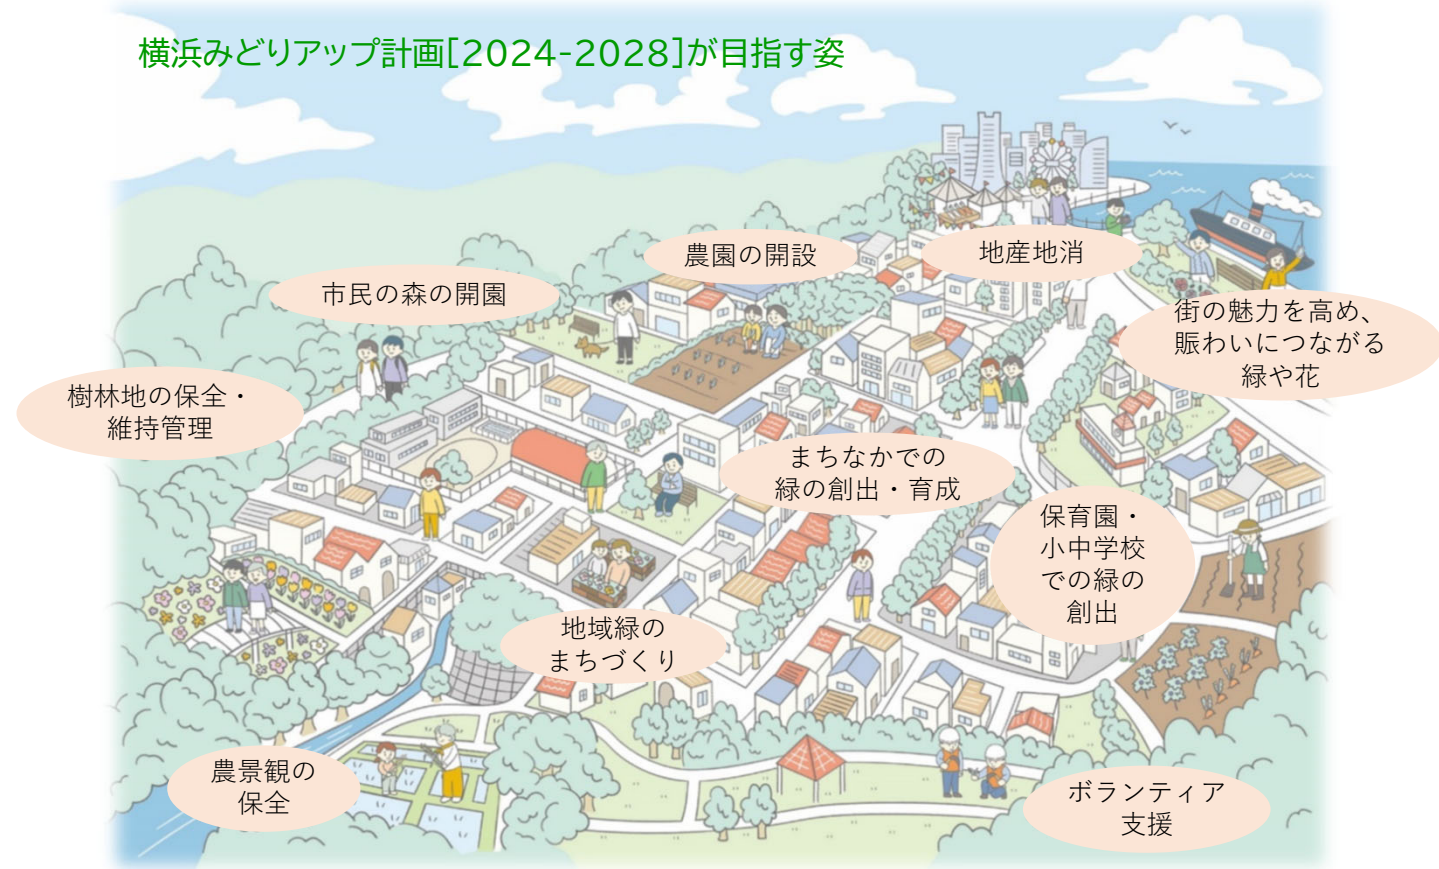 横浜みどりアップ計画[2024-2028]が目指す姿
農園の開設
地産地消
市民の森の開園
街の魅力を高め、
賑わいにつながる
緑や花
樹林地の保全・
維持管理
まちなかでの
緑の創出・育成
保育園・
小中学校
での緑の
創出
地域緑の
まちづくり
農景観の
保全
ボランティア
支援